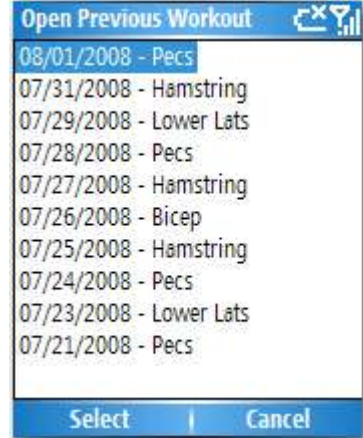 Open Previous Workout
08/01/2008 - Pecs
07/31/2008 - Hamstring
07/29/2008 - Lower Lats
07/28/2008 - Pecs
07/27/2008 - Hamstring
07/26/2008 - Bicep
07/25/2008 - Hamstring
07/24/2008 - Pecs
07/23/2008 - Lower Lats
07/21/2008 - Pecs
Select Cancel